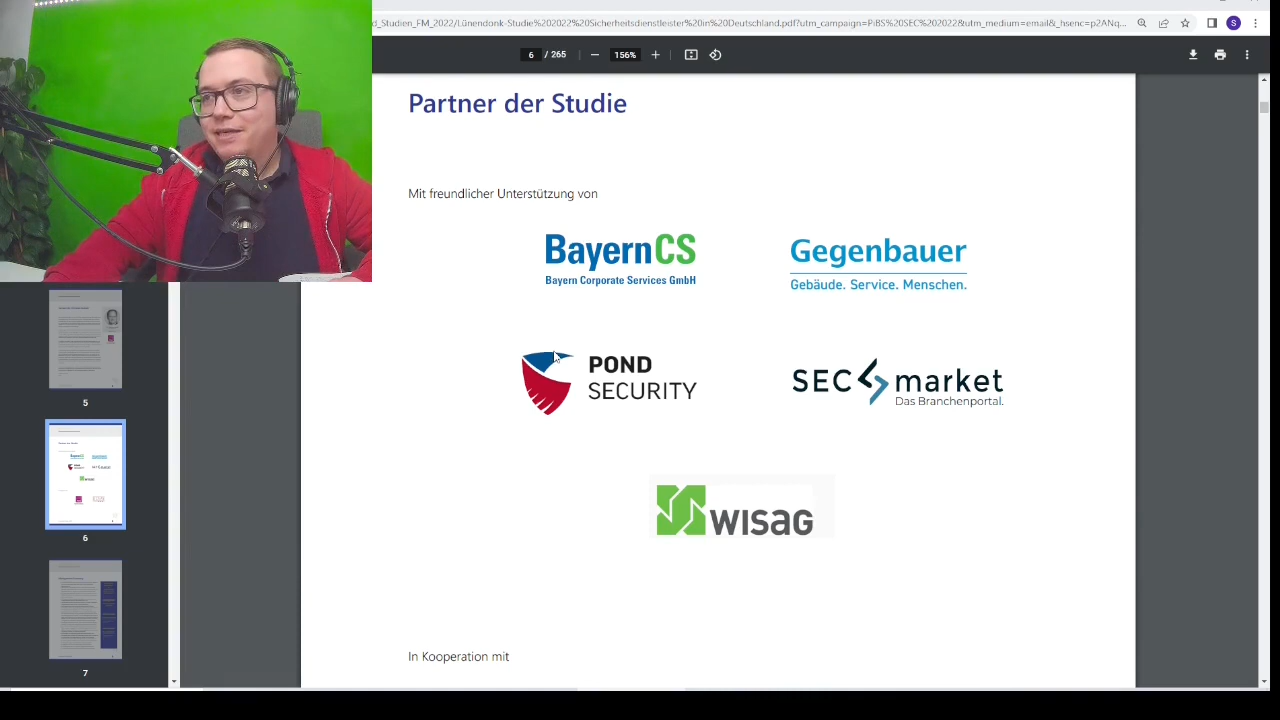 d_Studien_FM_2022/Lünendonk-Studie%202022%20Sicherheitsdienstleister%20in%20Deutschland.pdf?utm_campaign=PiBS%20SEC%202022&utm_medium=email&_hsenc=p2ANq...
S
6 / 265
156%
Partner der Studie
Mit freundlicher Unterstützung von
BayernCS
Bayern Corporate Services GmbH
Gegenbauer
Gebäude. Service. Menschen.
POND
SECURITY
SEC market
Das Branchenportal.
WISAG
In Kooperation mit
5
6
7